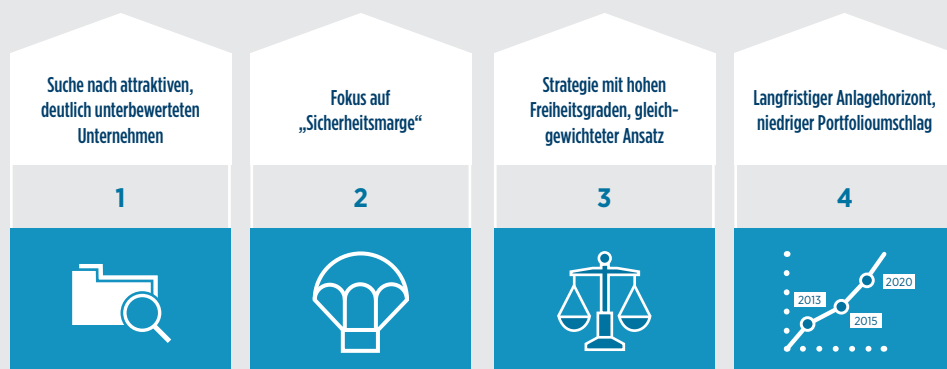 Suche nach attraktiven,
deutlich unterbewerteten
Unternehmen
1
Fokus auf
„Sicherheitsmarge“
2
Strategie mit hohen
Freiheitsgraden, gleich-
gewichteter Ansatz
3
Langfristiger Anlagehorizont,
niedriger Portfolioumschlag
4
2013
2015
2020